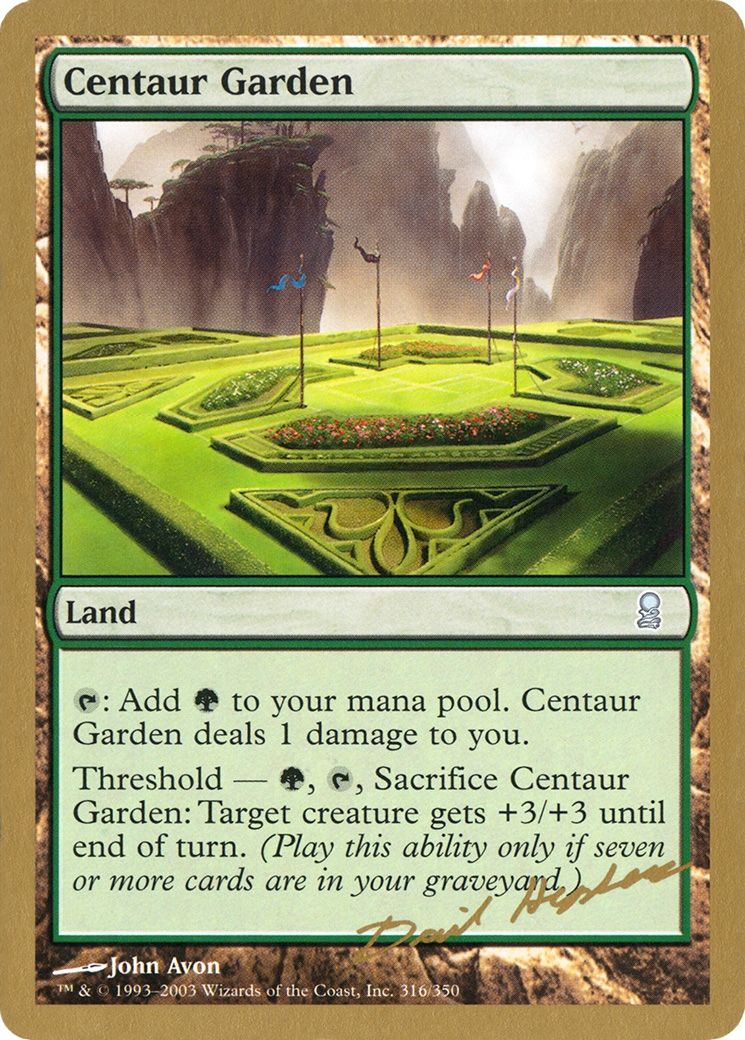 Centaur Garden
Land
: Add to your mana pool. Centaur
Garden deals 1 damage to you.
Threshold — , , Sacrifice Centaur
Garden: Target creature gets +3/+3 until
end of turn. (Play this ability only if seven
or more cards are in your graveyard.)
John Avon
™ & © 1993–2003 Wizards of the Coast, Inc. 316/350